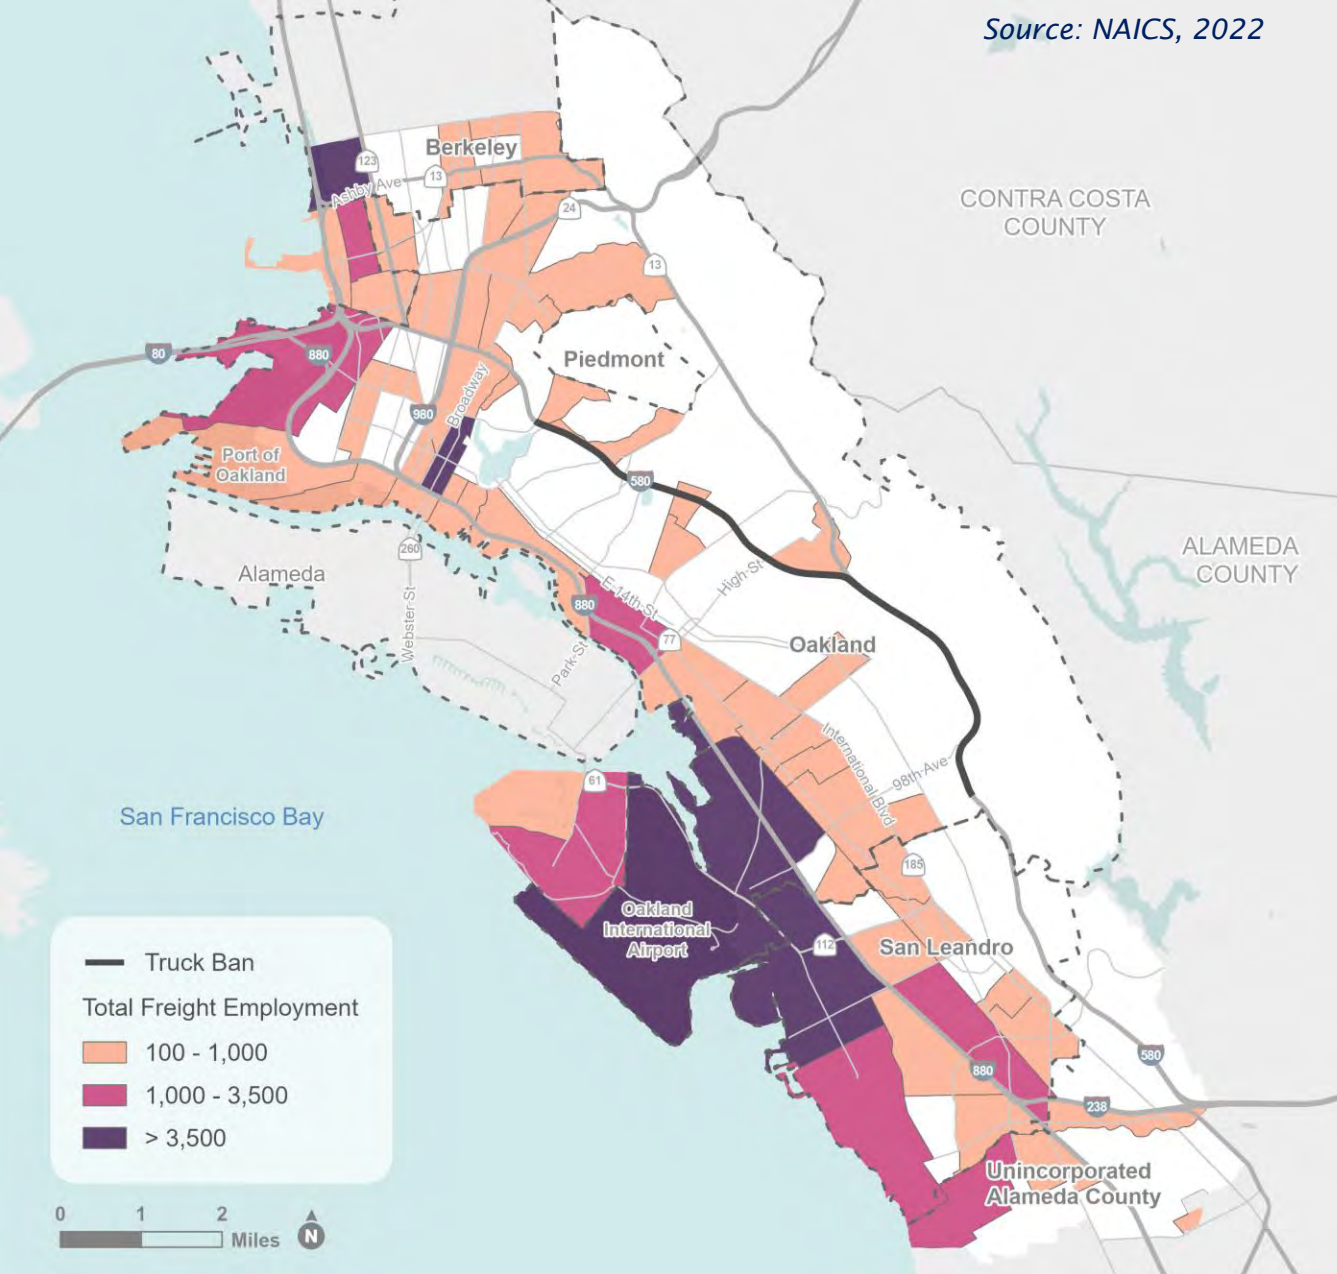 Source: NAICS, 2022
Berkeley
123
13
Ashby Ave
24
CONTRA COSTA
COUNTY
13
80
880
Piedmont
Broadway
980
Port of
Oakland
580
260
Alameda
ALAMEDA
COUNTY
High St
E 14th St
880
Webster St
77
Oakland
Park St
International Blvd
98th Ave
61
San Francisco Bay
185
Oakland
International
Airport
112
San Leandro
Truck Ban
Total Freight Employment
100 - 1,000
1,000 - 3,500
> 3,500
880
580
238
Unincorporated
Alameda County
0 1 2
Miles
N